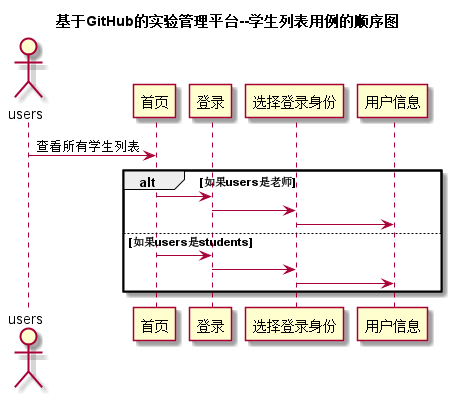 基于GitHub的实验管理平台--学生列表用例的顺序图
users
首页
登录
选择登录身份
用户信息
查看所有学生列表
alt
[如果users是老师]
[如果users是students]
users
首页
登录
选择登录身份
用户信息